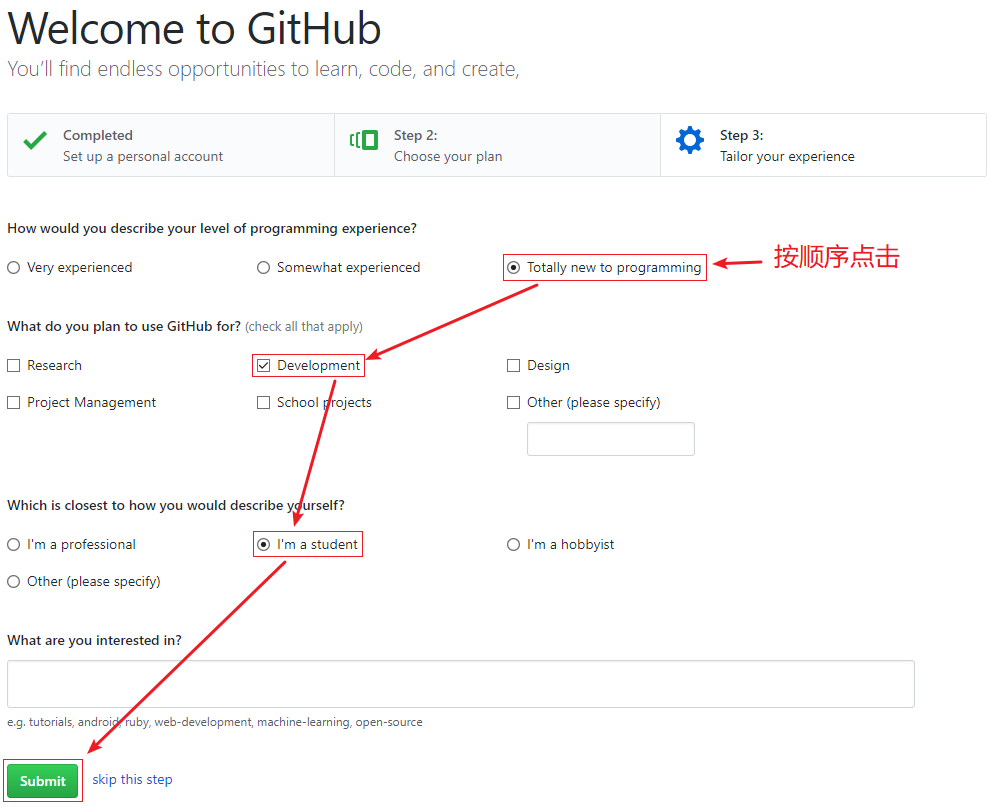 Welcome to GitHub
You’ll find endless opportunities to learn, code, and create,
Completed
Set up a personal account
Step 2:
Choose your plan
Step 3:
Tailor your experience
How would you describe your level of programming experience?
Very experienced
Somewhat experienced
Totally new to programming
按顺序点击
What do you plan to use GitHub for? (check all that apply)
Research
Development
Design
Project Management
School projects
Other (please specify)
Which is closest to how you would describe yourself?
I'm a professional
I'm a student
I'm a hobbyist
Other (please specify)
What are you interested in?
e.g. tutorials, android, ruby, web-development, machine-learning, open-source
Submit
skip this step